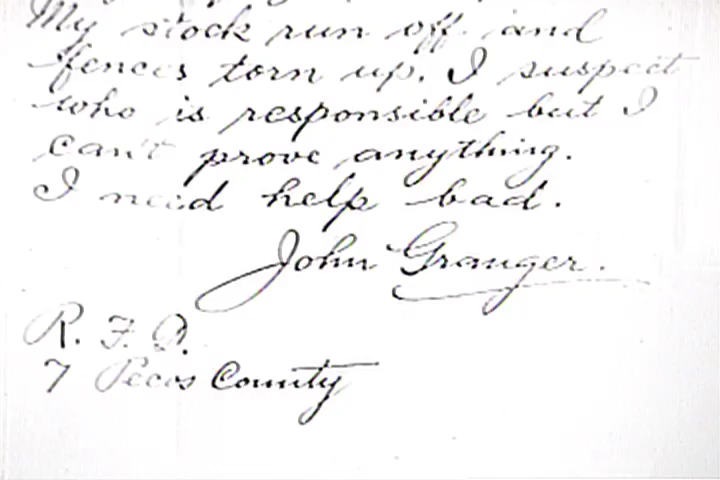 My stock run off and
fences torn up. I suspect
who is responsible but I
can't prove anything.
I need help bad.
John Granger.
R. F. D.
7 Pecos County